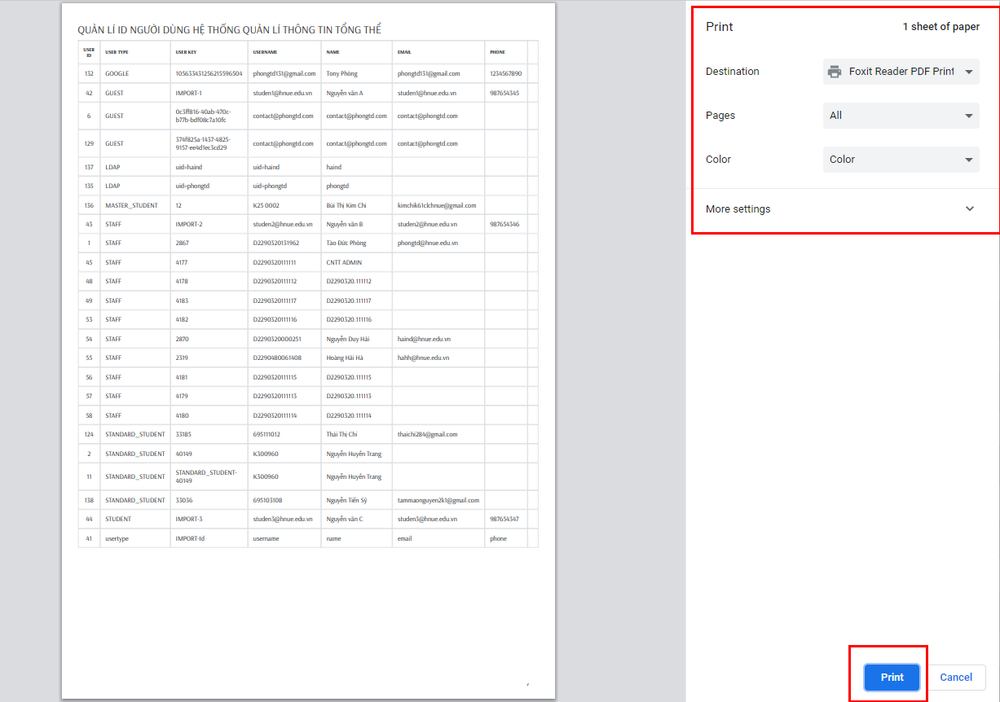 QUẢN LÍ ID NGƯỜI DÙNG HỆ THỐNG QUẢN LÍ THÔNG TIN TỔNG THỂ
USER ID USER TYPE USER KEY USERNAME NAME EMAIL PHONE
132 GOOGLE 105633431256215596504 phongtd131@gmail.com Tony Phòng phongtd131@gmail.com 1234567890
42 GUEST IMPORT-1 studen1@hnue.edu.vn Nguyễn văn A studen1@hnue.edu.vn 987654345
6 GUEST 0c3ff816-40ab-470c-b77b-bdf08c7a10fc contact@phongtd.com contact@phongtd.com contact@phongtd.com
129 GUEST 374f825a-1437-4825-9157-ee4d1ec3cd29 contact@phongtd.com contact@phongtd.com contact@phongtd.com
137 LDAP uid=haind uid=haind haind
135 LDAP uid=phongtd uid=phongtd phongtd
136 MASTER_STUDENT 12 K25 0002 Bùi Thị Kim Chi kimchik61clchnue@gmail.com
43 STAFF IMPORT-2 studen2@hnue.edu.vn Nguyễn văn B studen2@hnue.edu.vn 987654346
1 STAFF 2867 D2290320131962 Tào Đức Phòng phongtd@hnue.edu.vn
45 STAFF 4177 D2290320111111 CNTT ADMIN
48 STAFF 4178 D2290320111112 D2290320.111112
49 STAFF 4183 D2290320111117 D2290320.111117
53 STAFF 4182 D2290320111116 D2290320.111116
54 STAFF 2870 D2290320000251 Nguyễn Duy Hải haind@hnue.edu.vn
55 STAFF 2319 D2290480061408 Hoàng Hải Hà hahh@hnue.edu.vn
56 STAFF 4181 D2290320111115 D2290320.111115
57 STAFF 4179 D2290320111113 D2290320.111113
58 STAFF 4180 D2290320111114 D2290320.111114
124 STANDARD_STUDENT 33185 695111012 Thái Thị Chi thaichi284@gmail.com
2 STANDARD_STUDENT 40149 K300960 Nguyễn Huyền Trang
11 STANDARD_STUDENT STANDARD_STUDENT-40149 K300960 Nguyễn Huyền Trang
138 STANDARD_STUDENT 33036 695103108 Nguyễn Tiến Sỹ tammaonguyen2k1@gmail.com
44 STUDENT IMPORT-3 studen3@hnue.edu.vn Nguyễn văn C studen3@hnue.edu.vn 987654347
41 usertype IMPORT-Id username name email phone
Print 1 sheet of paper
Destination Foxit Reader PDF Print
Pages All
Color Color
More settings
Print Cancel